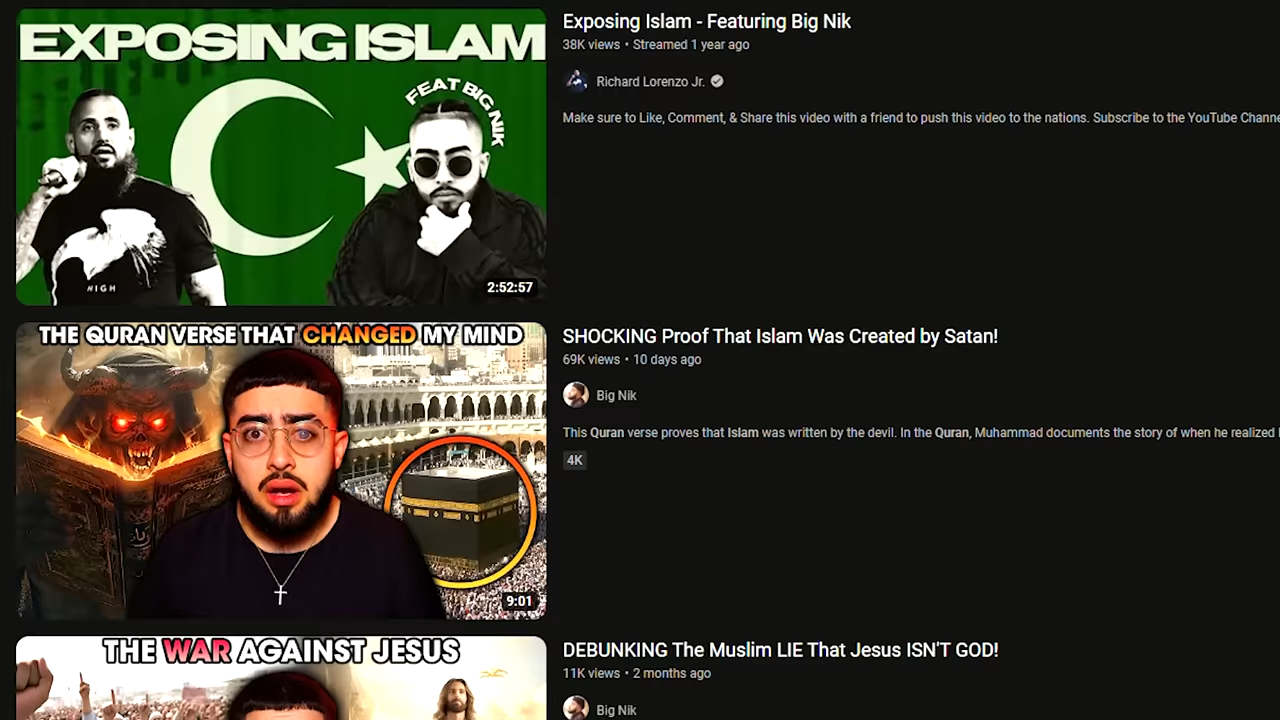 EXPOSING ISLAM
FEAT BIG NIK
HIGH
2:52:57
Exposing Islam - Featuring Big Nik
38K views • Streamed 1 year ago
Richard Lorenzo Jr.
Make sure to Like, Comment, & Share this video with a friend to push this video to the nations. Subscribe to the YouTube Channe
THE QURAN VERSE THAT CHANGED MY MIND
9:01
SHOCKING Proof That Islam Was Created by Satan!
69K views • 10 days ago
Big Nik
This Quran verse proves that Islam was written by the devil. In the Quran, Muhammad documents the story of when he realized
4K
THE WAR AGAINST JESUS
DEBUNKING The Muslim LIE That Jesus ISN'T GOD!
11K views • 2 months ago
Big Nik